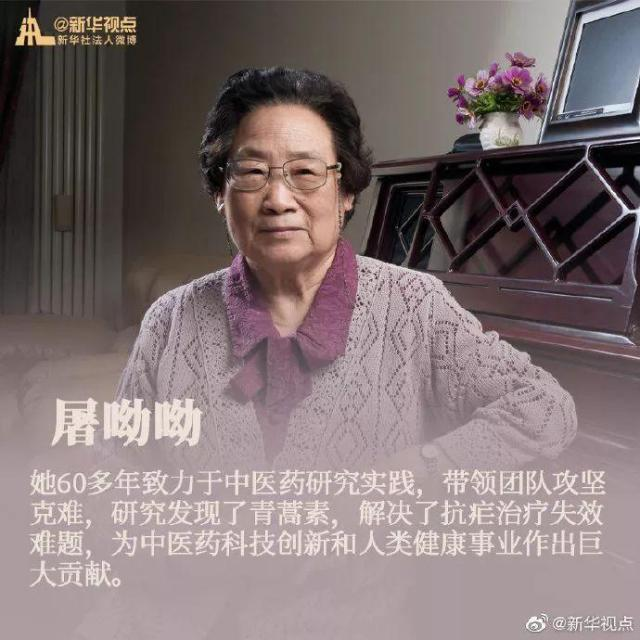 @新华视点
新华社法人微博
屠呦呦
她60多年致力于中医药研究实践，带领团队攻坚
克难，研究发现了青蒿素，解决了抗疟治疗失效
难题，为中医药科技创新和人类健康事业作出巨
大贡献。
@新华视点